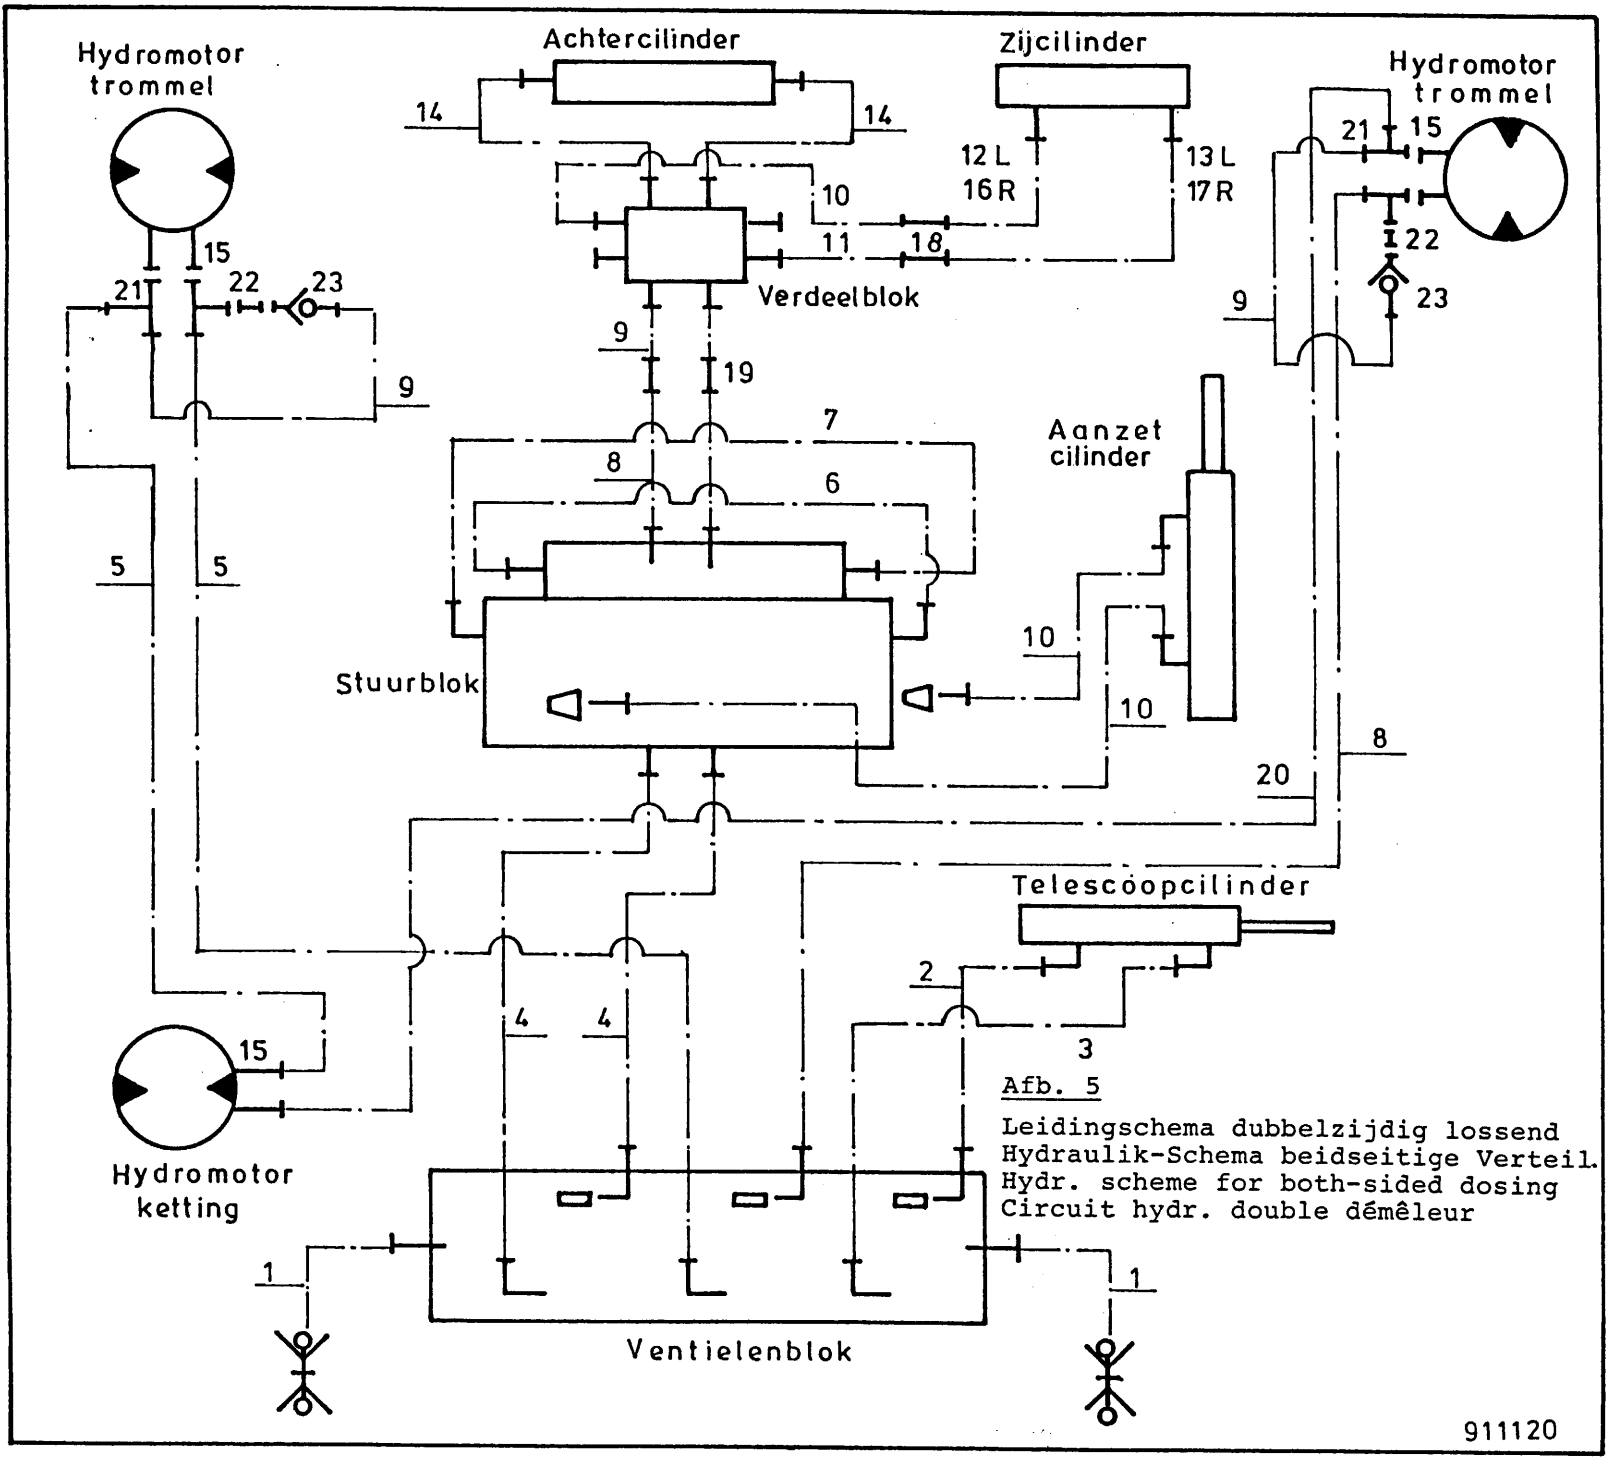 Hydromotor
trommel
Achtercilinder
Zijcilinder
Hydromotor
trommel
14
14
12 L
16 R
13 L
17 R
21
15
10
11
18
22
23
15
21
22
23
Verdeelblok
9
9
19
9
7
8
6
Aanzet
cilinder
5
5
10
10
Stuurblok
8
20
Telescoopcilinder
2
3
4
4
15
Hydromotor
ketting
Afb. 5
Leidingschema dubbelzijdig lossend
Hydraulik-Schema beidseitige Verteil.
Hydr. scheme for both-sided dosing
Circuit hydr. double démêleur
1
1
Ventielenblok
911120